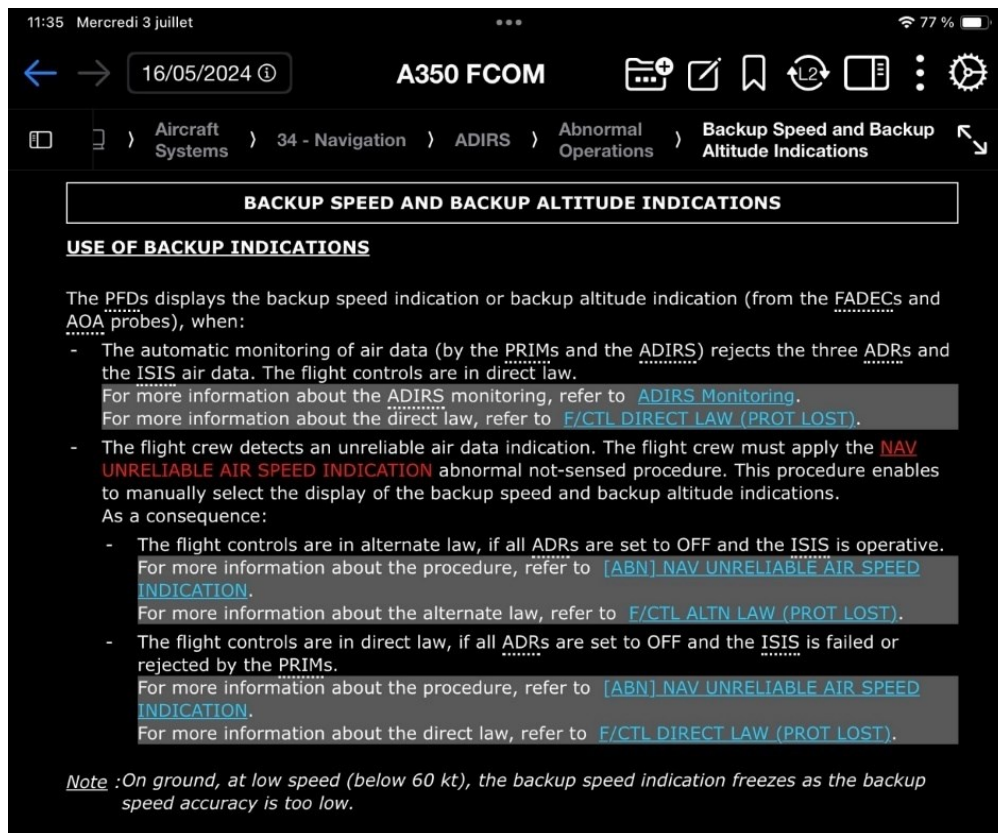 11:35 Mercredi 3 juillet
77 %
16/05/2024
A350 FCOM
L2
Aircraft Systems 〉 34 - Navigation 〉 ADIRS 〉 Abnormal Operations 〉 Backup Speed and Backup Altitude Indications
BACKUP SPEED AND BACKUP ALTITUDE INDICATIONS
USE OF BACKUP INDICATIONS
The PFDs displays the backup speed indication or backup altitude indication (from the FADECs and
AOA probes), when:
- The automatic monitoring of air data (by the PRIMs and the ADIRS) rejects the three ADRs and
the ISIS air data. The flight controls are in direct law.
For more information about the ADIRS monitoring, refer to ADIRS Monitoring.
For more information about the direct law, refer to F/CTL DIRECT LAW (PROT LOST).
- The flight crew detects an unreliable air data indication. The flight crew must apply the NAV
UNRELIABLE AIR SPEED INDICATION abnormal not-sensed procedure. This procedure enables
to manually select the display of the backup speed and backup altitude indications.
As a consequence:
- The flight controls are in alternate law, if all ADRs are set to OFF and the ISIS is operative.
For more information about the procedure, refer to [ABN] NAV UNRELIABLE AIR SPEED
INDICATION.
For more information about the alternate law, refer to F/CTL ALTN LAW (PROT LOST).
- The flight controls are in direct law, if all ADRs are set to OFF and the ISIS is failed or
rejected by the PRIMs.
For more information about the procedure, refer to [ABN] NAV UNRELIABLE AIR SPEED
INDICATION.
For more information about the direct law, refer to F/CTL DIRECT LAW (PROT LOST).
Note : On ground, at low speed (below 60 kt), the backup speed indication freezes as the backup
speed accuracy is too low.